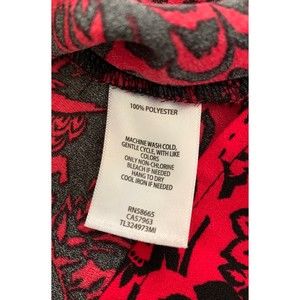 100% POLYESTER
MACHINE WASH COLD,
GENTLE CYCLE, WITH LIKE
COLORS
ONLY NON-CHLORINE
BLEACH IF NEEDED
HANG TO DRY
COOL IRON IF NEEDED
RN58665
CA57963
TL324973MI